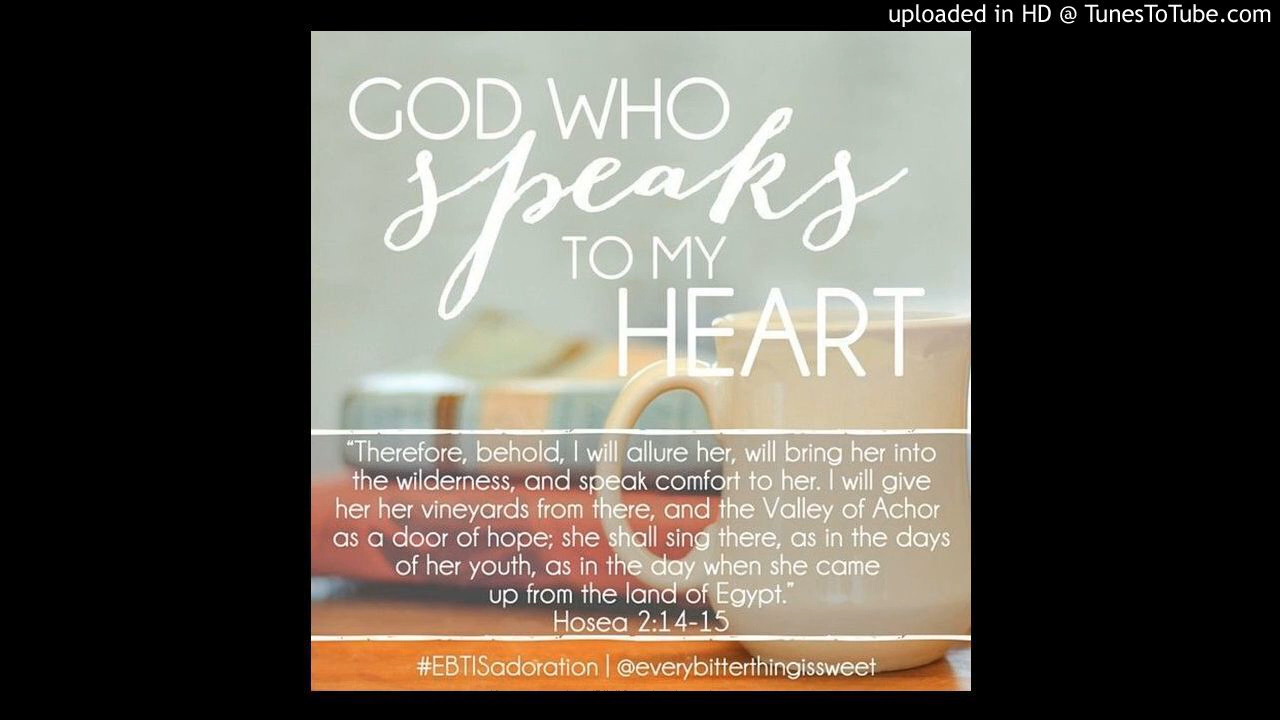 uploaded in HD @ TunesToTube.com
GOD WHO
speaks
TO MY
HEART
“Therefore, behold, I will allure her, will bring her into
the wilderness, and speak comfort to her. I will give
her her vineyards from there, and the Valley of Achor
as a door of hope; she shall sing there, as in the days
of her youth, as in the day when she came
up from the land of Egypt.”
Hosea 2:14-15
#EBTISadoration | @everybitterthingissweet